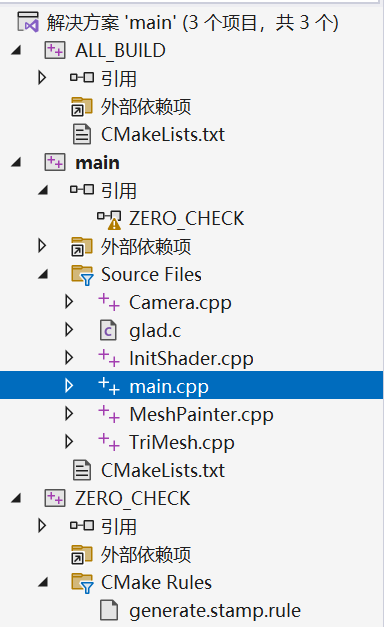 解决方案 'main' (3 个项目，共 3 个)
ALL_BUILD
引用
外部依赖项
CMakeLists.txt
main
引用
ZERO_CHECK
外部依赖项
Source Files
Camera.cpp
glad.c
InitShader.cpp
main.cpp
MeshPainter.cpp
TriMesh.cpp
CMakeLists.txt
ZERO_CHECK
引用
外部依赖项
CMake Rules
generate.stamp.rule